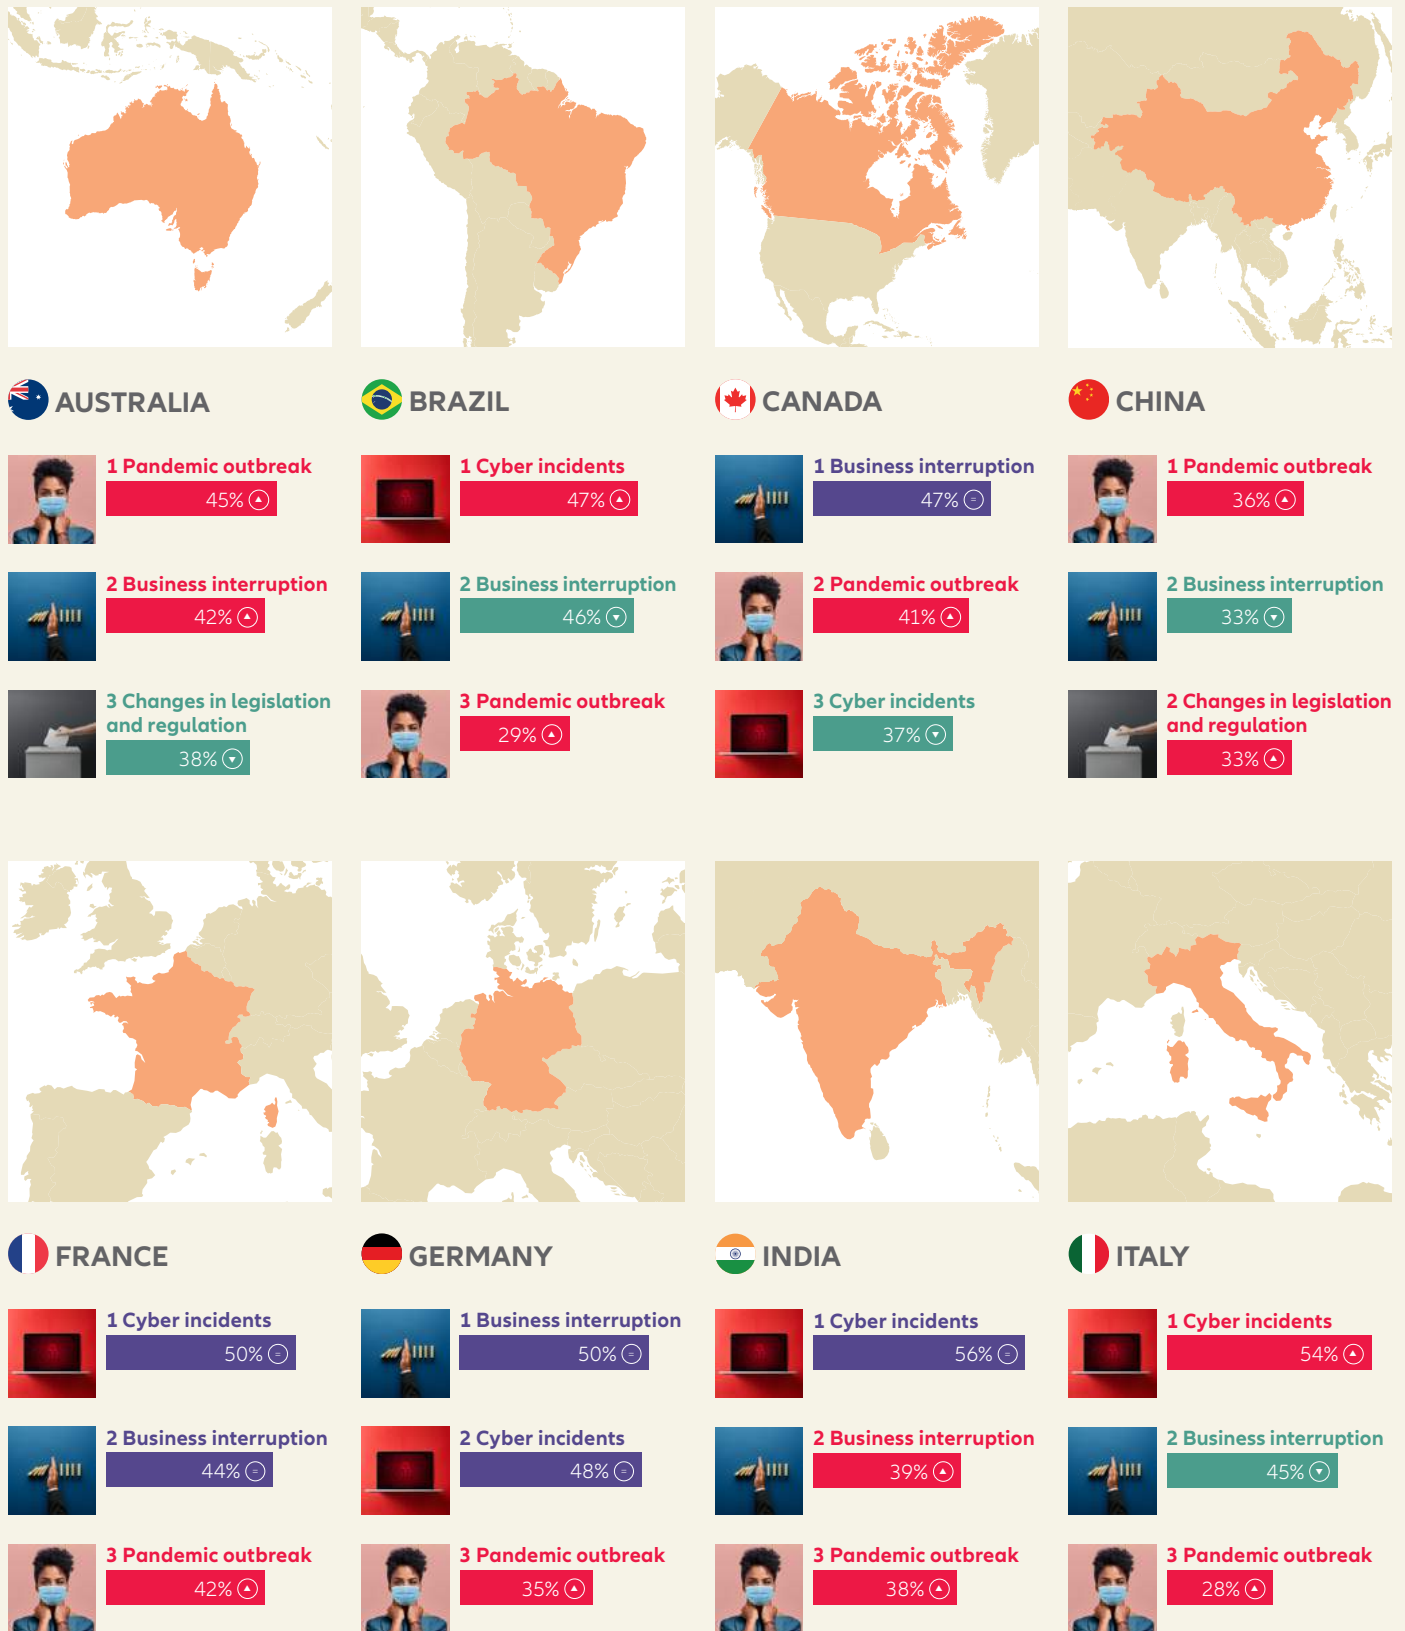 AUSTRALIA
1 Pandemic outbreak
45%
2 Business interruption
42%
3 Changes in legislation
and regulation
38%
BRAZIL
1 Cyber incidents
47%
2 Business interruption
46%
3 Pandemic outbreak
29%
CANADA
1 Business interruption
47% =
2 Pandemic outbreak
41%
3 Cyber incidents
37%
CHINA
1 Pandemic outbreak
36%
2 Business interruption
33%
2 Changes in legislation
and regulation
33%
FRANCE
1 Cyber incidents
50% =
2 Business interruption
44% =
3 Pandemic outbreak
42%
GERMANY
1 Business interruption
50% =
2 Cyber incidents
48% =
3 Pandemic outbreak
35%
INDIA
1 Cyber incidents
56% =
2 Business interruption
39%
3 Pandemic outbreak
38%
ITALY
1 Cyber incidents
54%
2 Business interruption
45%
3 Pandemic outbreak
28%